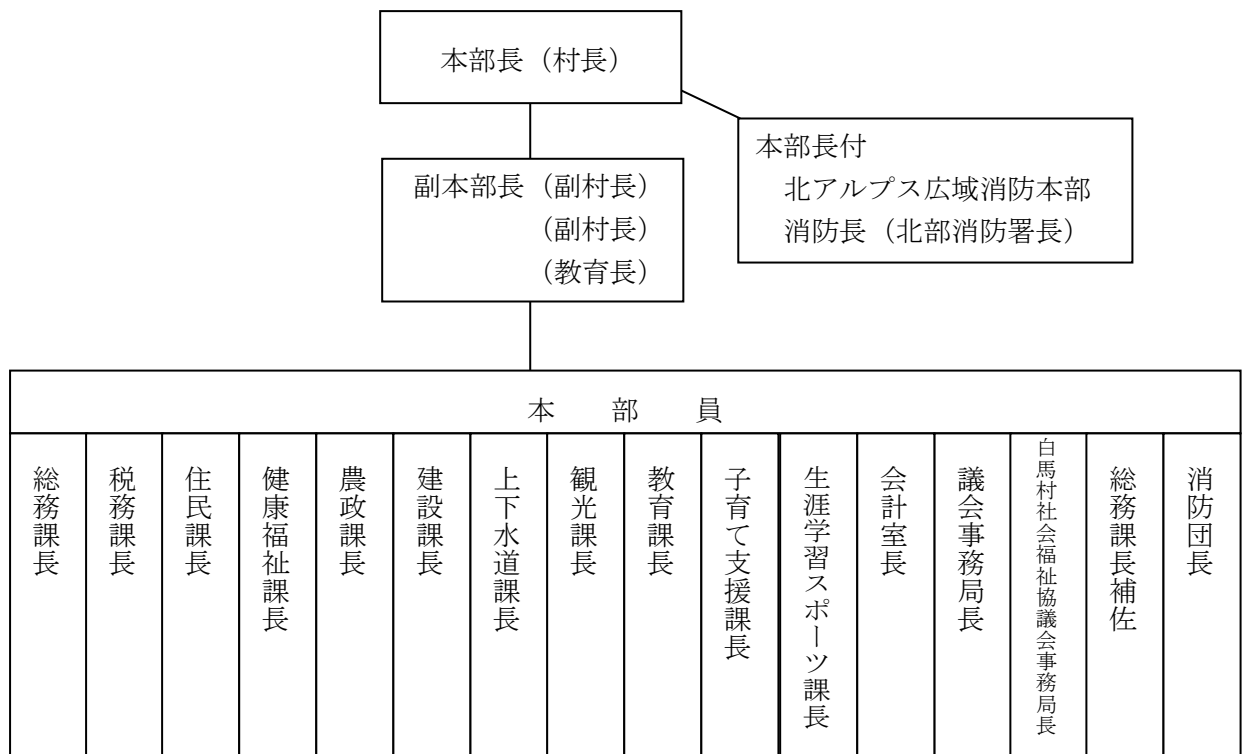 本部長（村長）
本部長付
北アルプス広域消防本部
消防長（北部消防署長）
副本部長（副村長）
（副村長）
（教育長）
本　部　員
総務課長
税務課長
住民課長
健康福祉課長
農政課長
建設課長
上下水道課長
観光課長
教育課長
子育て支援課長
生涯学習スポーツ課長
会計室長
議会事務局長
白馬村社会福祉協議会事務局長
総務課長補佐
消防団長